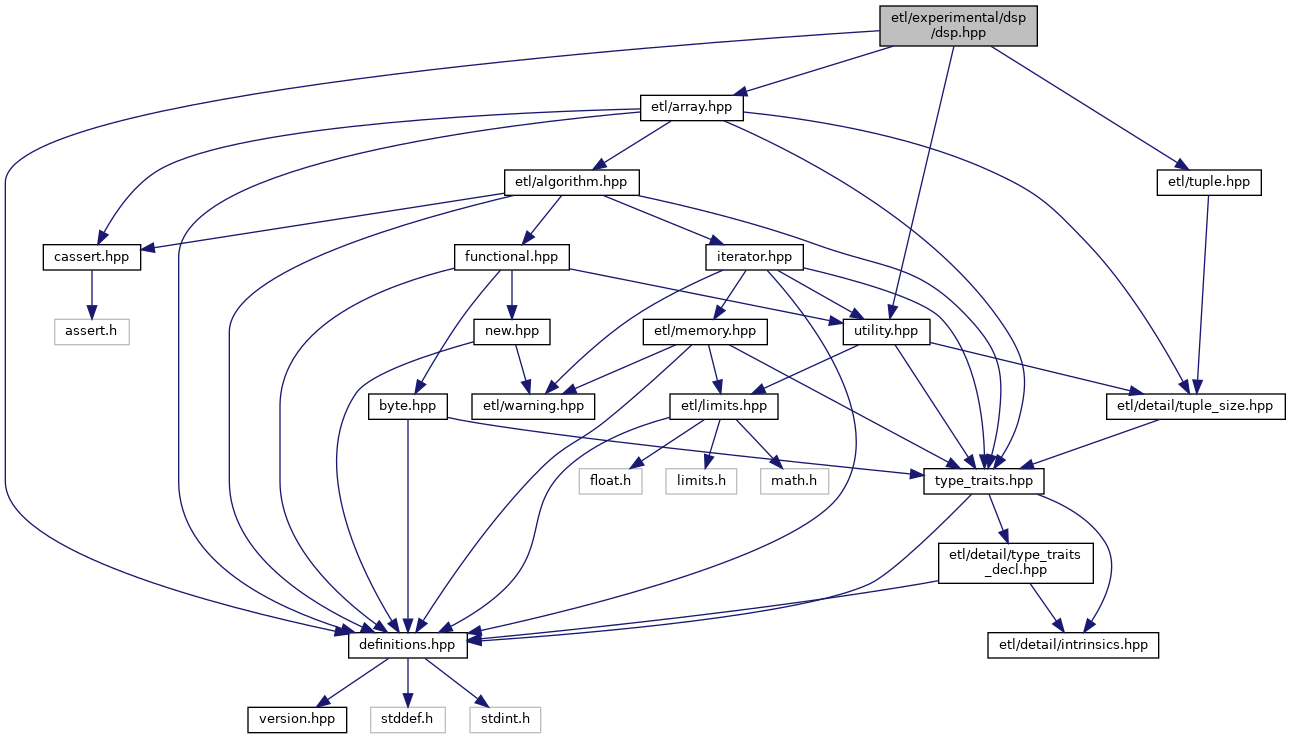 etl/experimental/dsp
/dsp.hpp
etl/array.hpp
etl/algorithm.hpp
etl/tuple.hpp
cassert.hpp
functional.hpp
iterator.hpp
assert.h
new.hpp
etl/memory.hpp
utility.hpp
byte.hpp
etl/warning.hpp
etl/limits.hpp
etl/detail/tuple_size.hpp
float.h
limits.h
math.h
type_traits.hpp
etl/detail/type_traits
_decl.hpp
definitions.hpp
etl/detail/intrinsics.hpp
version.hpp
stddef.h
stdint.h